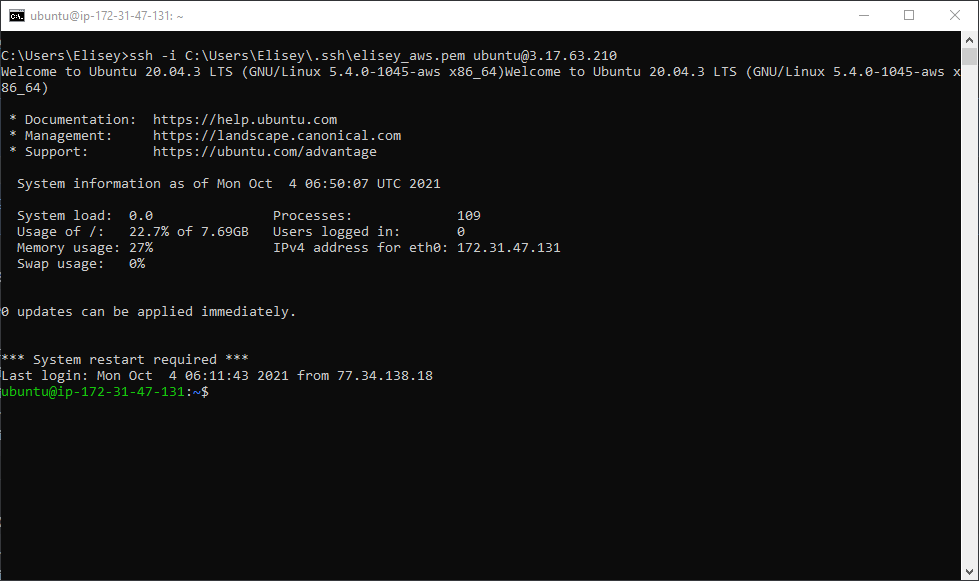 ubuntu@ip-172-31-47-131: ~
C:\Users\Elisey>ssh -i C:\Users\Elisey\.ssh\elisey_aws.pem ubuntu@3.17.63.210
Welcome to Ubuntu 20.04.3 LTS (GNU/Linux 5.4.0-1045-aws x86_64)Welcome to Ubuntu 20.04.3 LTS (GNU/Linux 5.4.0-1045-aws x
86_64)
* Documentation:  https://help.ubuntu.com
* Management:     https://landscape.canonical.com
* Support:        https://ubuntu.com/advantage
System information as of Mon Oct  4 06:50:07 UTC 2021
System load:  0.0               Processes:             109
Usage of /:   22.7% of 7.69GB   Users logged in:       0
Memory usage: 27%               IPv4 address for eth0: 172.31.47.131
Swap usage:   0%
0 updates can be applied immediately.
*** System restart required ***
Last login: Mon Oct  4 06:11:43 2021 from 77.34.138.18
ubuntu@ip-172-31-47-131:~$